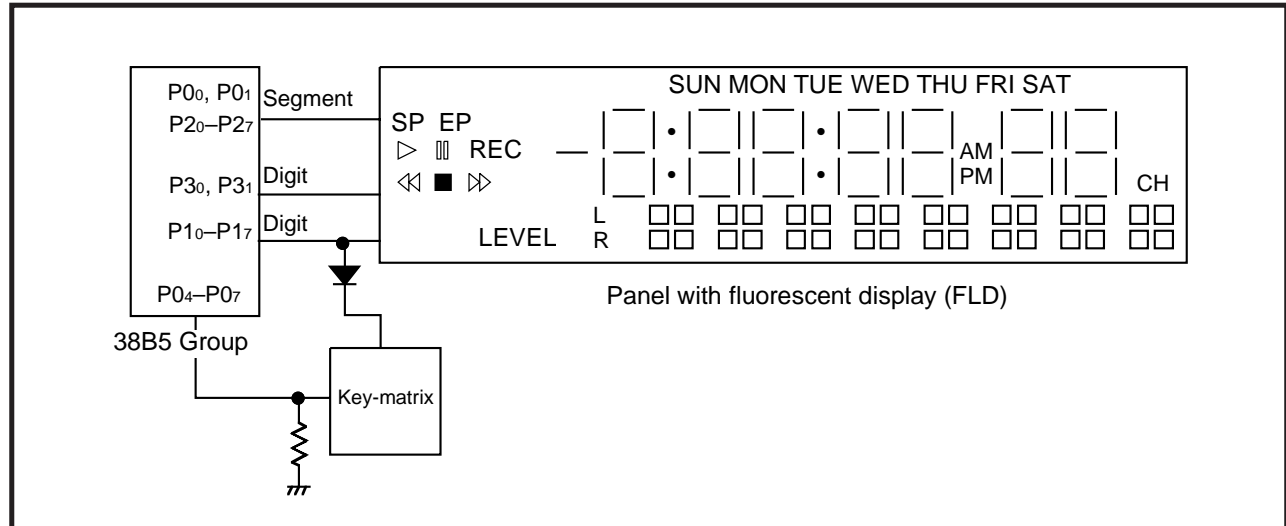 P0₀, P0₁
P2₀–P2₇
Segment
P3₀, P3₁
Digit
P1₀–P1₇
Digit
P0₄–P0₇
38B5 Group
SUN MON TUE WED THU FRI SAT
SP EP
REC
AM
PM
CH
LEVEL
L
R
Panel with fluorescent display (FLD)
Key-matrix